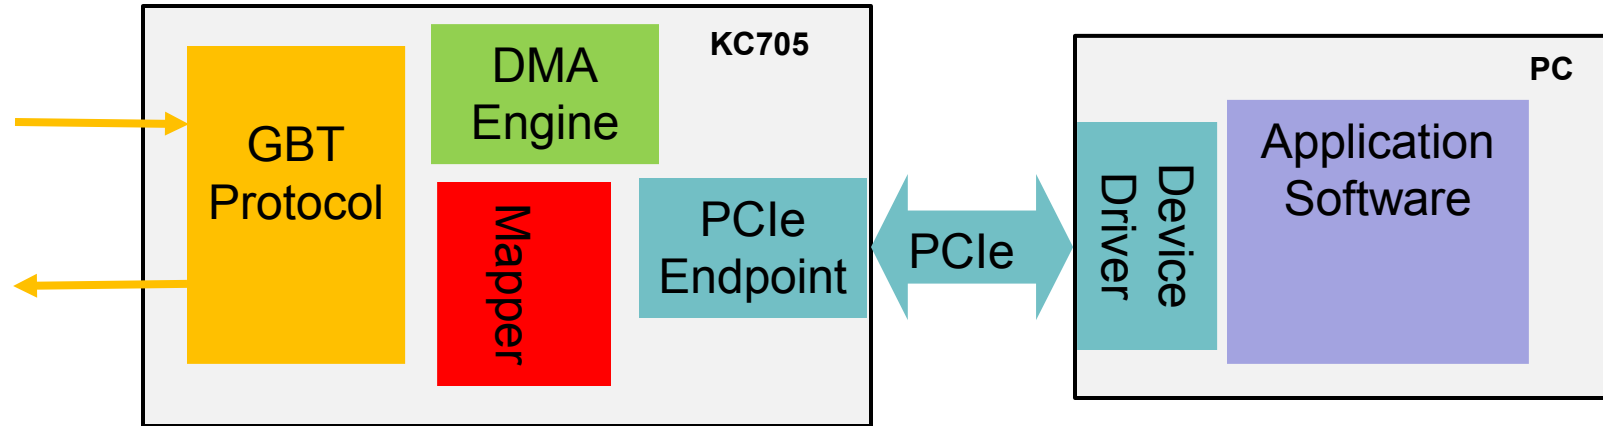 KC705
GBT
Protocol
DMA
Engine
Mapper
PCIe
Endpoint
PCIe
PC
Device
Driver
Application
Software